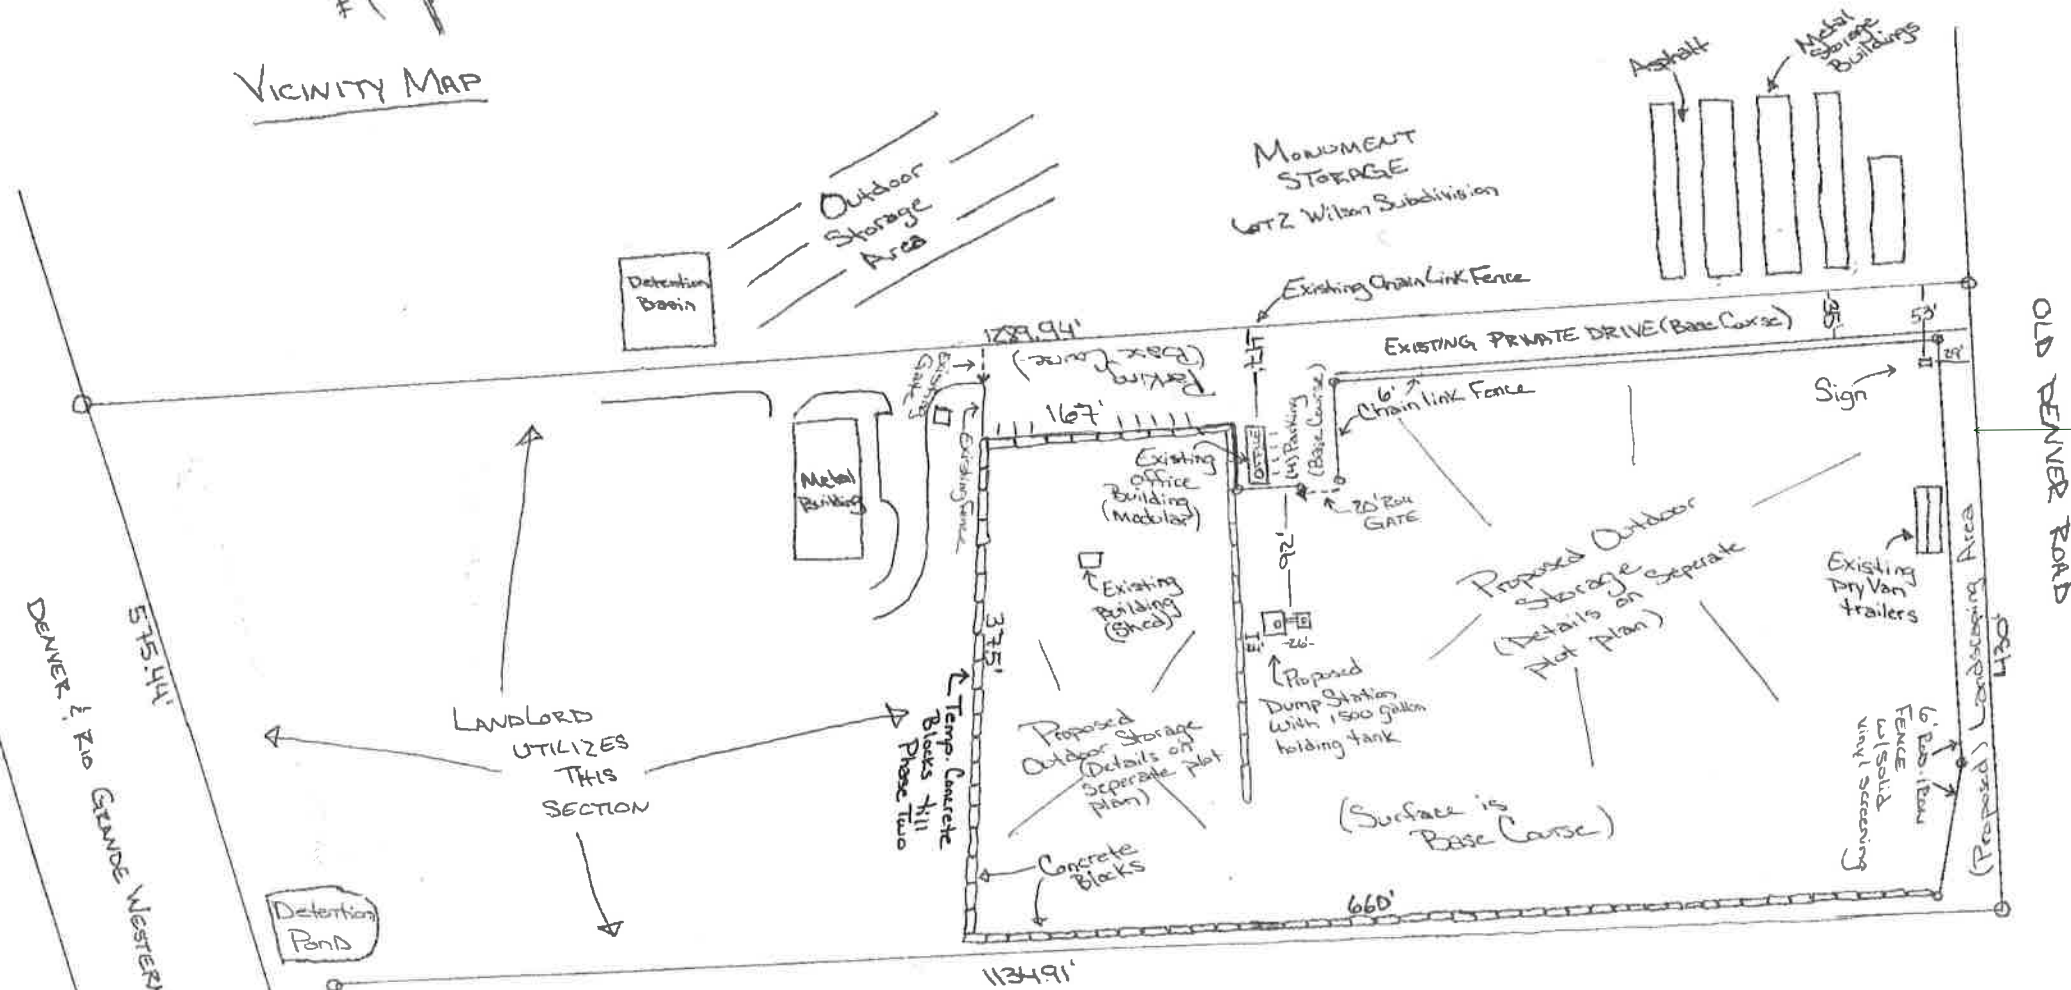 VICINITY MAP
Asphalt
Metal
Storage
Buildings
MONUMENT
STORAGE
LOT 2 Wilson Subdivision
Outdoor
Storage
Area
Detention
Basin
1289.94'
Existing Chain Link Fence
EXISTING PRIVATE DRIVE (Base Course)
35'
53'
29'
Sign
OLD DENVER ROAD
Existing
Gate
Parking
(Base Course)
47'
167'
OFFICE
(4) Parking
(Base Course)
6'
Chain link Fence
20' Roll
GATE
Existing
office
Building
(Modular)
Existing Fence
Metal
Building
Existing
Building
(Shed)
375'
26'
Proposed
Dump Station
with 1500 gallon
holding tank
Proposed Outdoor
Storage
(Details on Seperate
plot plan)
Existing
Dry Van
trailers
(Proposed) Landscaping Area
430'
6' Rod-Iron
FENCE
w/solid
vinyl screening
575.44'
DENVER & RIO GRANDE WESTERN
LANDLORD
UTILIZES
THIS
SECTION
Temp. Concrete
Blocks till
Phase Two
Proposed
Outdoor Storage
(Details on
Seperate plot
plan)
(Surface is
Base Course)
Concrete
Blocks
660'
Detention
Pond
1134.91'